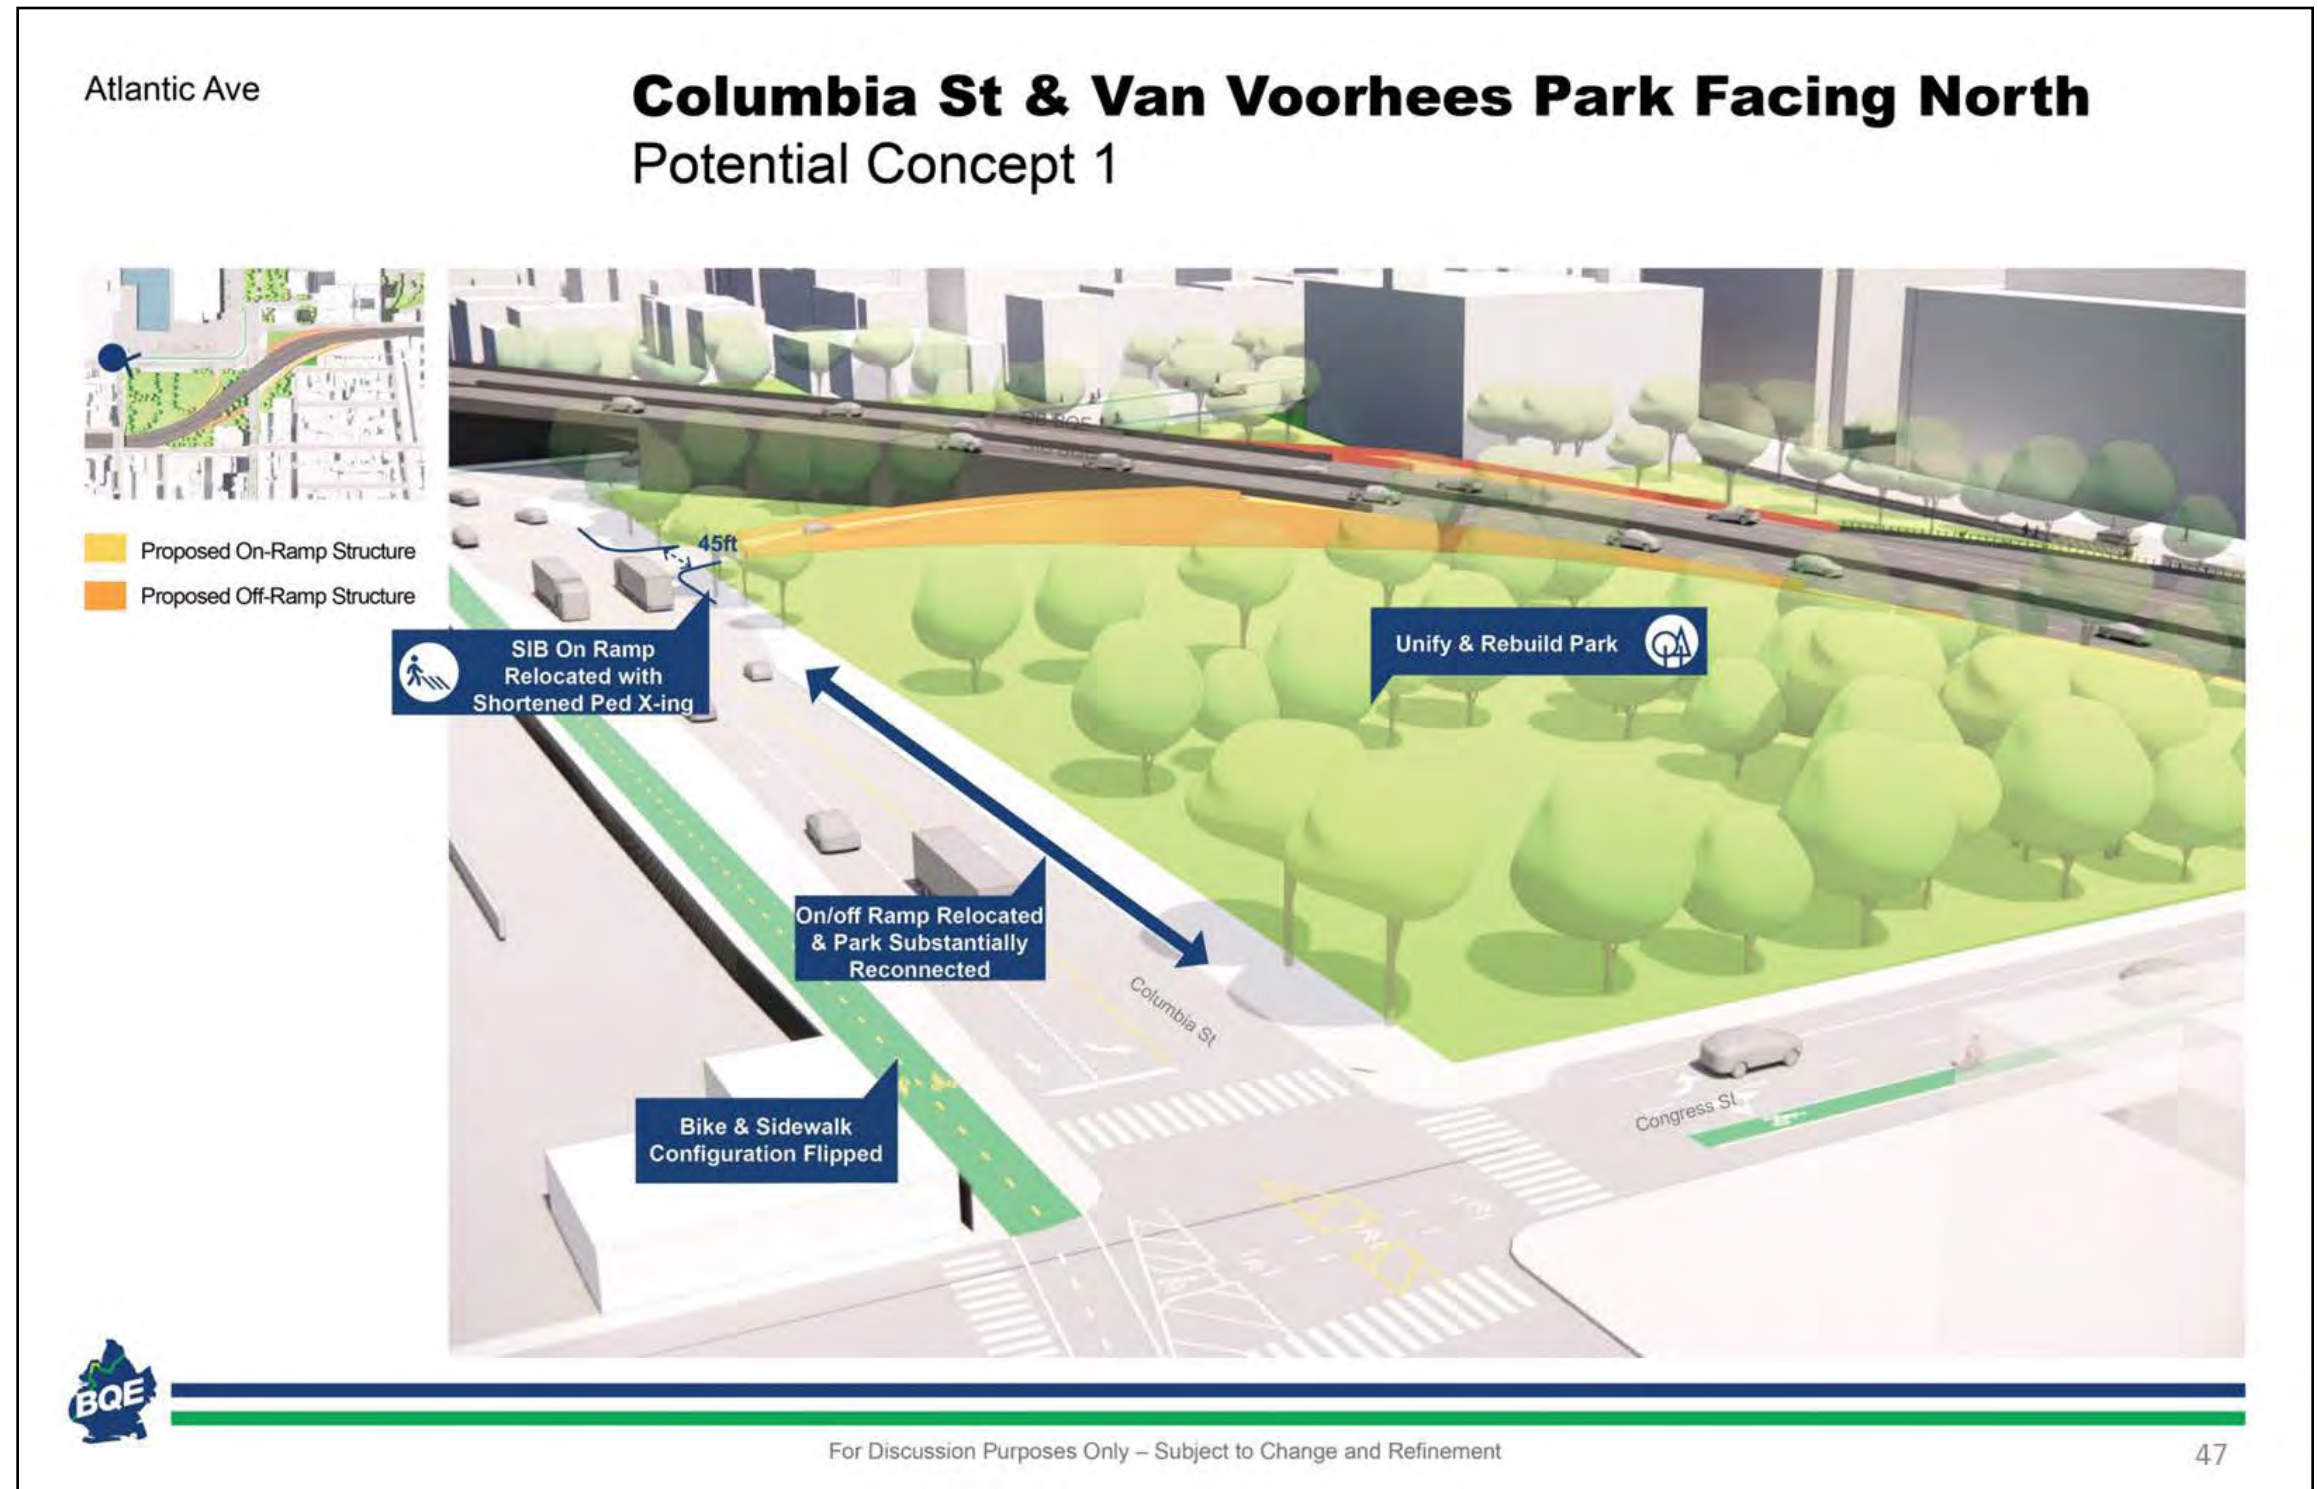 Atlantic Ave
Columbia St & Van Voorhees Park Facing North
Potential Concept 1
Proposed On-Ramp Structure
Proposed Off-Ramp Structure
45ft
SIB On Ramp
Relocated with
Shortened Ped X-ing
Unify & Rebuild Park
On/off Ramp Relocated
& Park Substantially
Reconnected
Columbia St
Bike & Sidewalk
Configuration Flipped
Congress St
BQE
For Discussion Purposes Only – Subject to Change and Refinement
47